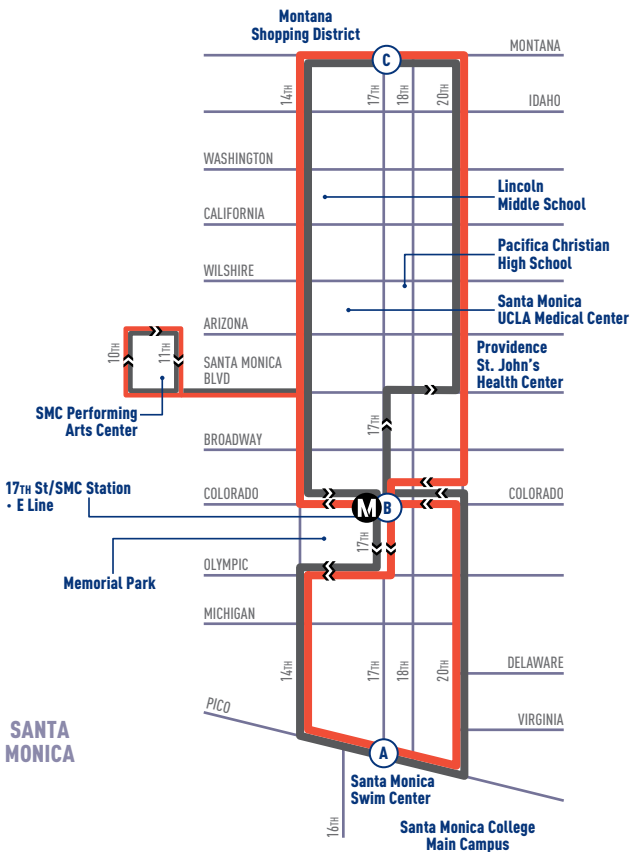 Montana
Shopping District
MONTANA
C
14TH
17TH
18TH
20TH
IDAHO
WASHINGTON
Lincoln
Middle School
CALIFORNIA
Pacifica Christian
High School
WILSHIRE
Santa Monica
UCLA Medical Center
ARIZONA
10TH
11TH
SANTA MONICA
BLVD
Providence
St. John's
Health Center
SMC Performing
Arts Center
17TH
BROADWAY
17TH St/SMC Station
• E Line
COLORADO
M
B
COLORADO
17TH
Memorial Park
OLYMPIC
MICHIGAN
14TH
17TH
18TH
20TH
DELAWARE
PICO
VIRGINIA
SANTA
MONICA
A
Santa Monica
Swim Center
16TH
Santa Monica College
Main Campus